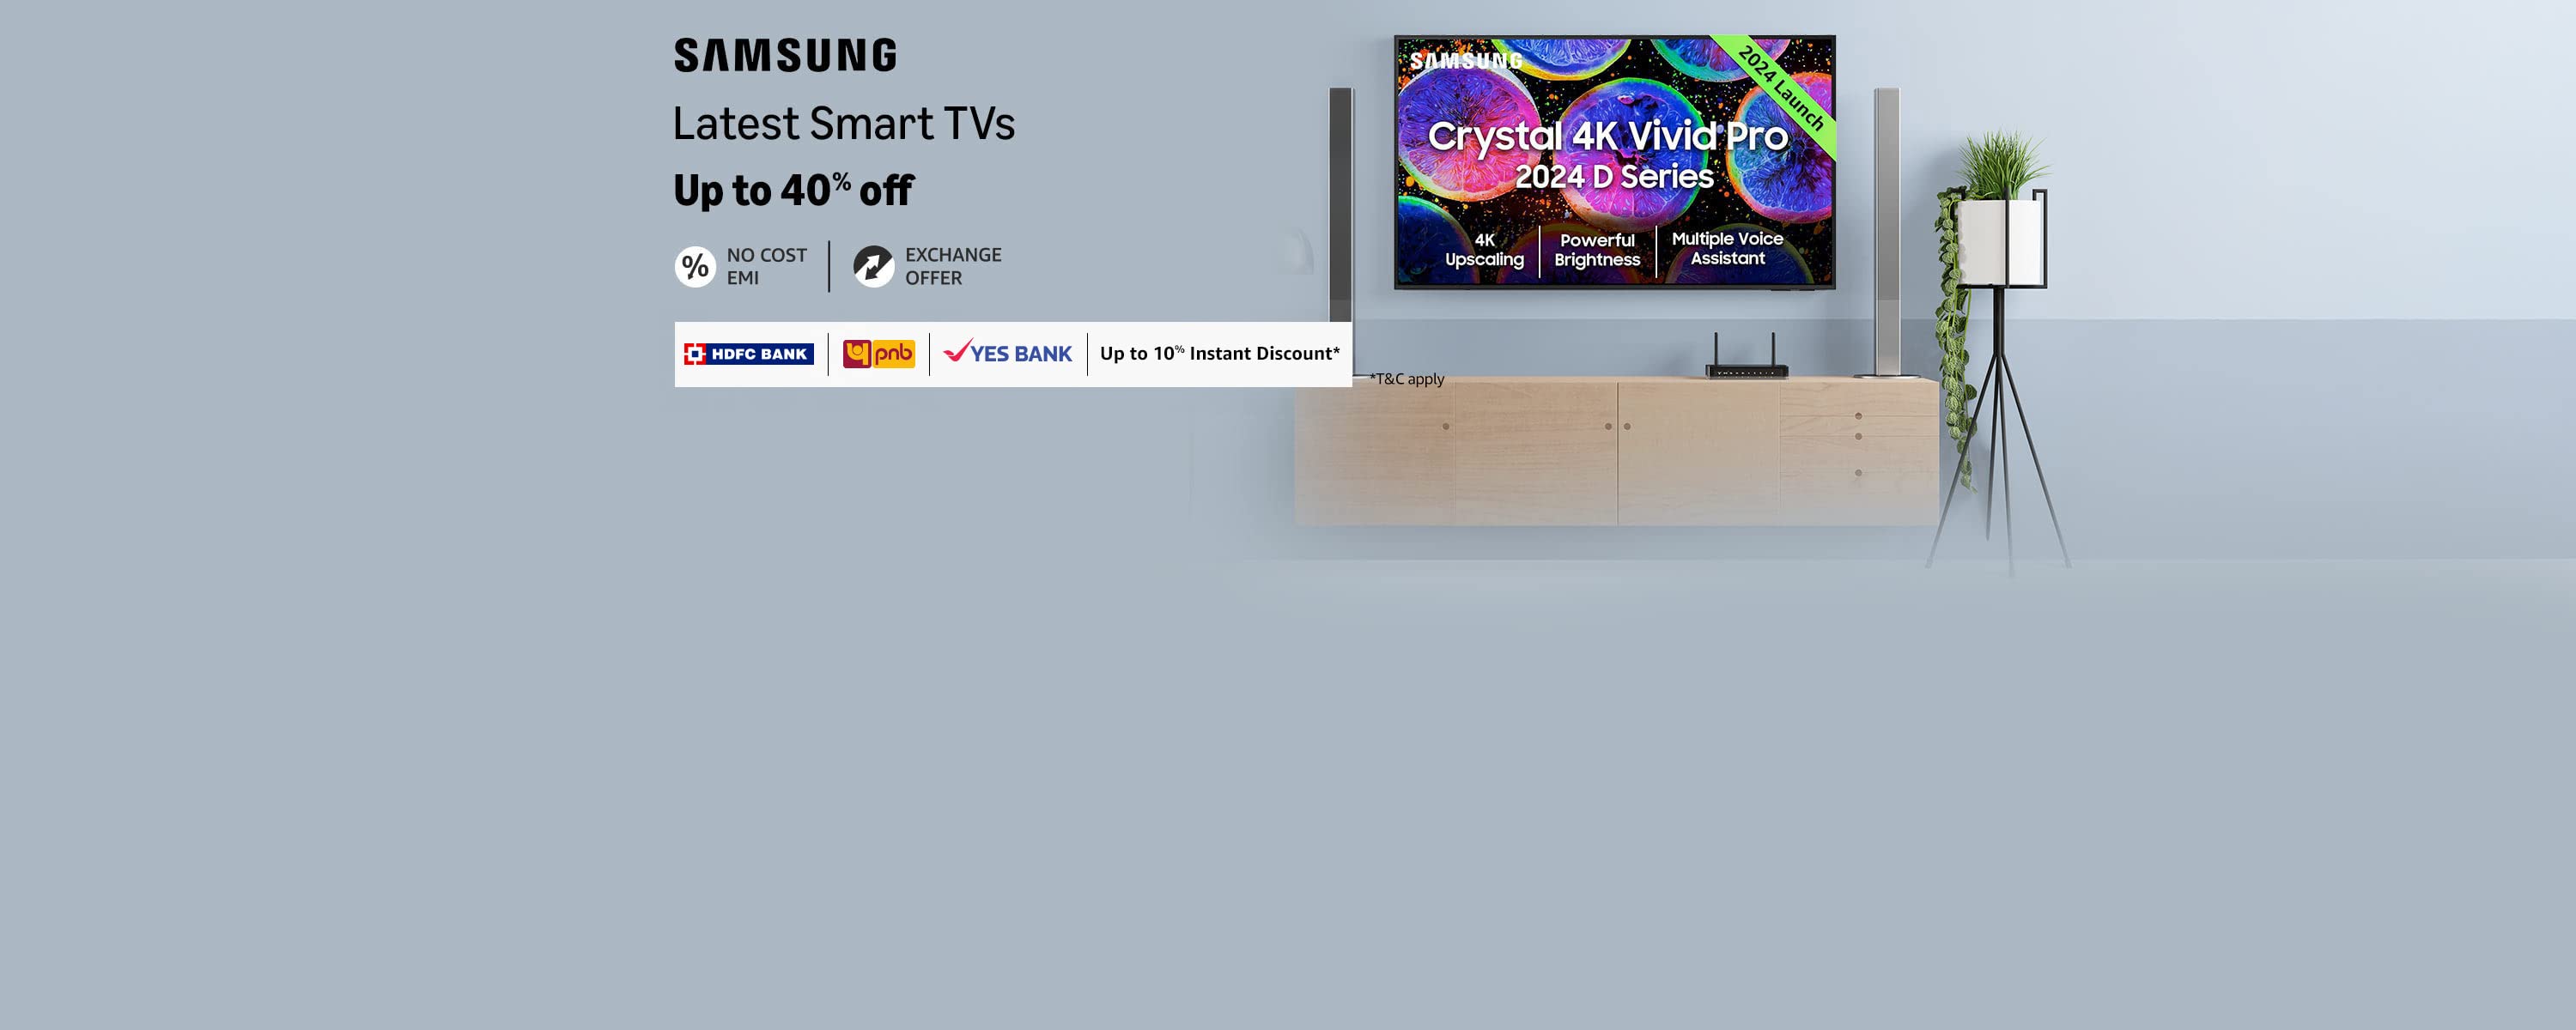 SAMSUNG
Latest Smart TVs
Up to 40% off
NO COST
EMI
EXCHANGE
OFFER
HDFC BANK
pnb
YES BANK
Up to 10% Instant Discount*
*T&C apply
SAMSUNG
2024 Launch
Crystal 4K Vivid Pro
2024 D Series
4K
Upscaling
Powerful
Brightness
Multiple Voice
Assistant